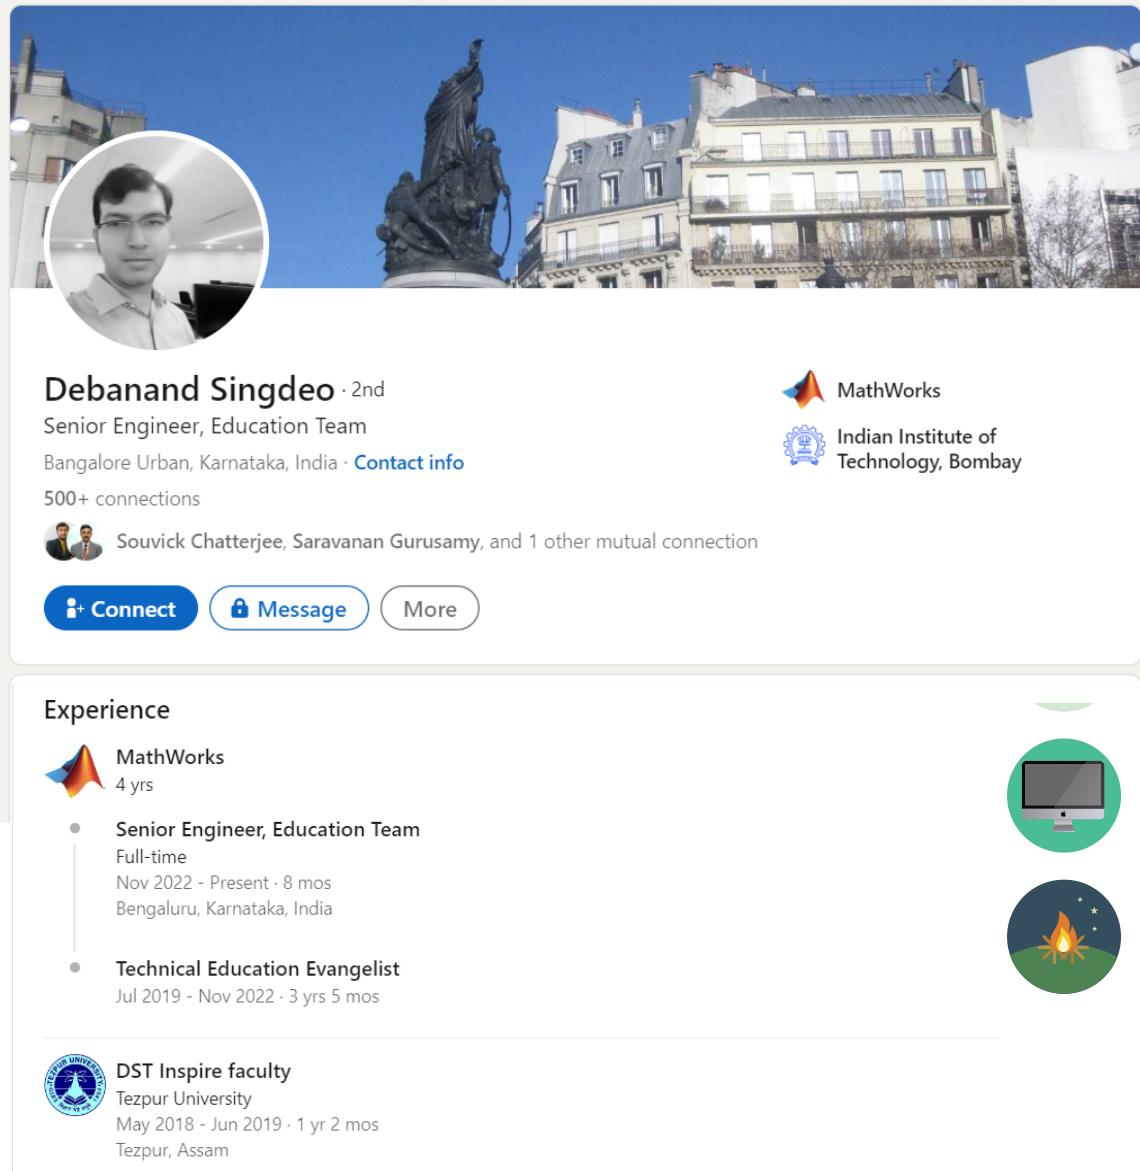 Debanand Singdeo · 2nd
Senior Engineer, Education Team
Bangalore Urban, Karnataka, India · Contact info
500+ connections
Souvick Chatterjee, Saravanan Gurusamy, and 1 other mutual connection
Connect
Message
More
MathWorks
Indian Institute of
Technology, Bombay
Experience
MathWorks
4 yrs
Senior Engineer, Education Team
Full-time
Nov 2022 - Present · 8 mos
Bengaluru, Karnataka, India
Technical Education Evangelist
Jul 2019 - Nov 2022 · 3 yrs 5 mos
TEZPUR UNIVERSITY
DST Inspire faculty
Tezpur University
May 2018 - Jun 2019 · 1 yr 2 mos
Tezpur, Assam